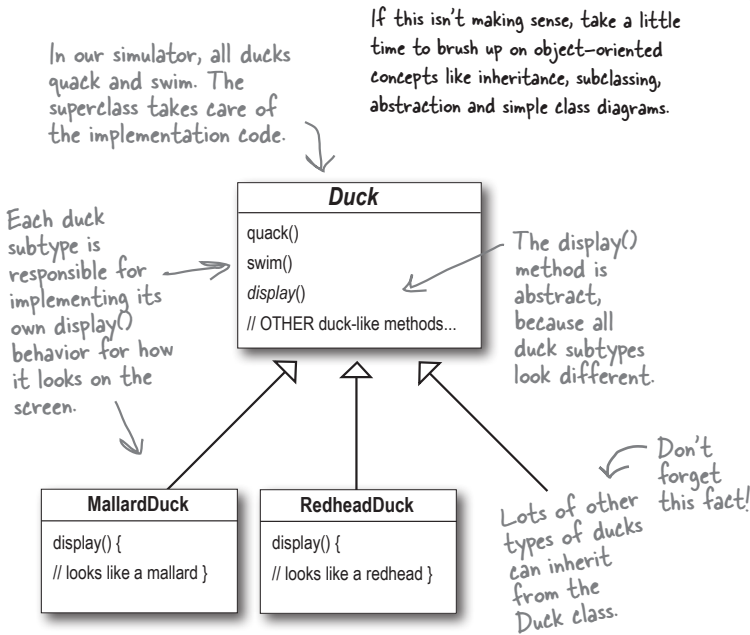 If this isn't making sense, take a little
time to brush up on object-oriented
concepts like inheritance, subclassing,
abstraction and simple class diagrams.
In our simulator, all ducks
quack and swim. The
superclass takes care of
the implementation code.
Duck
quack()
swim()
display()
// OTHER duck-like methods...
Each duck
subtype is
responsible for
implementing its
own display()
behavior for how
it looks on the
screen.
The display()
method is
abstract,
because all
duck subtypes
look different.
MallardDuck
display() {
// looks like a mallard }
RedheadDuck
display() {
// looks like a redhead }
Lots of other
types of ducks
can inherit
from the
Duck class.
Don't
forget
this fact!